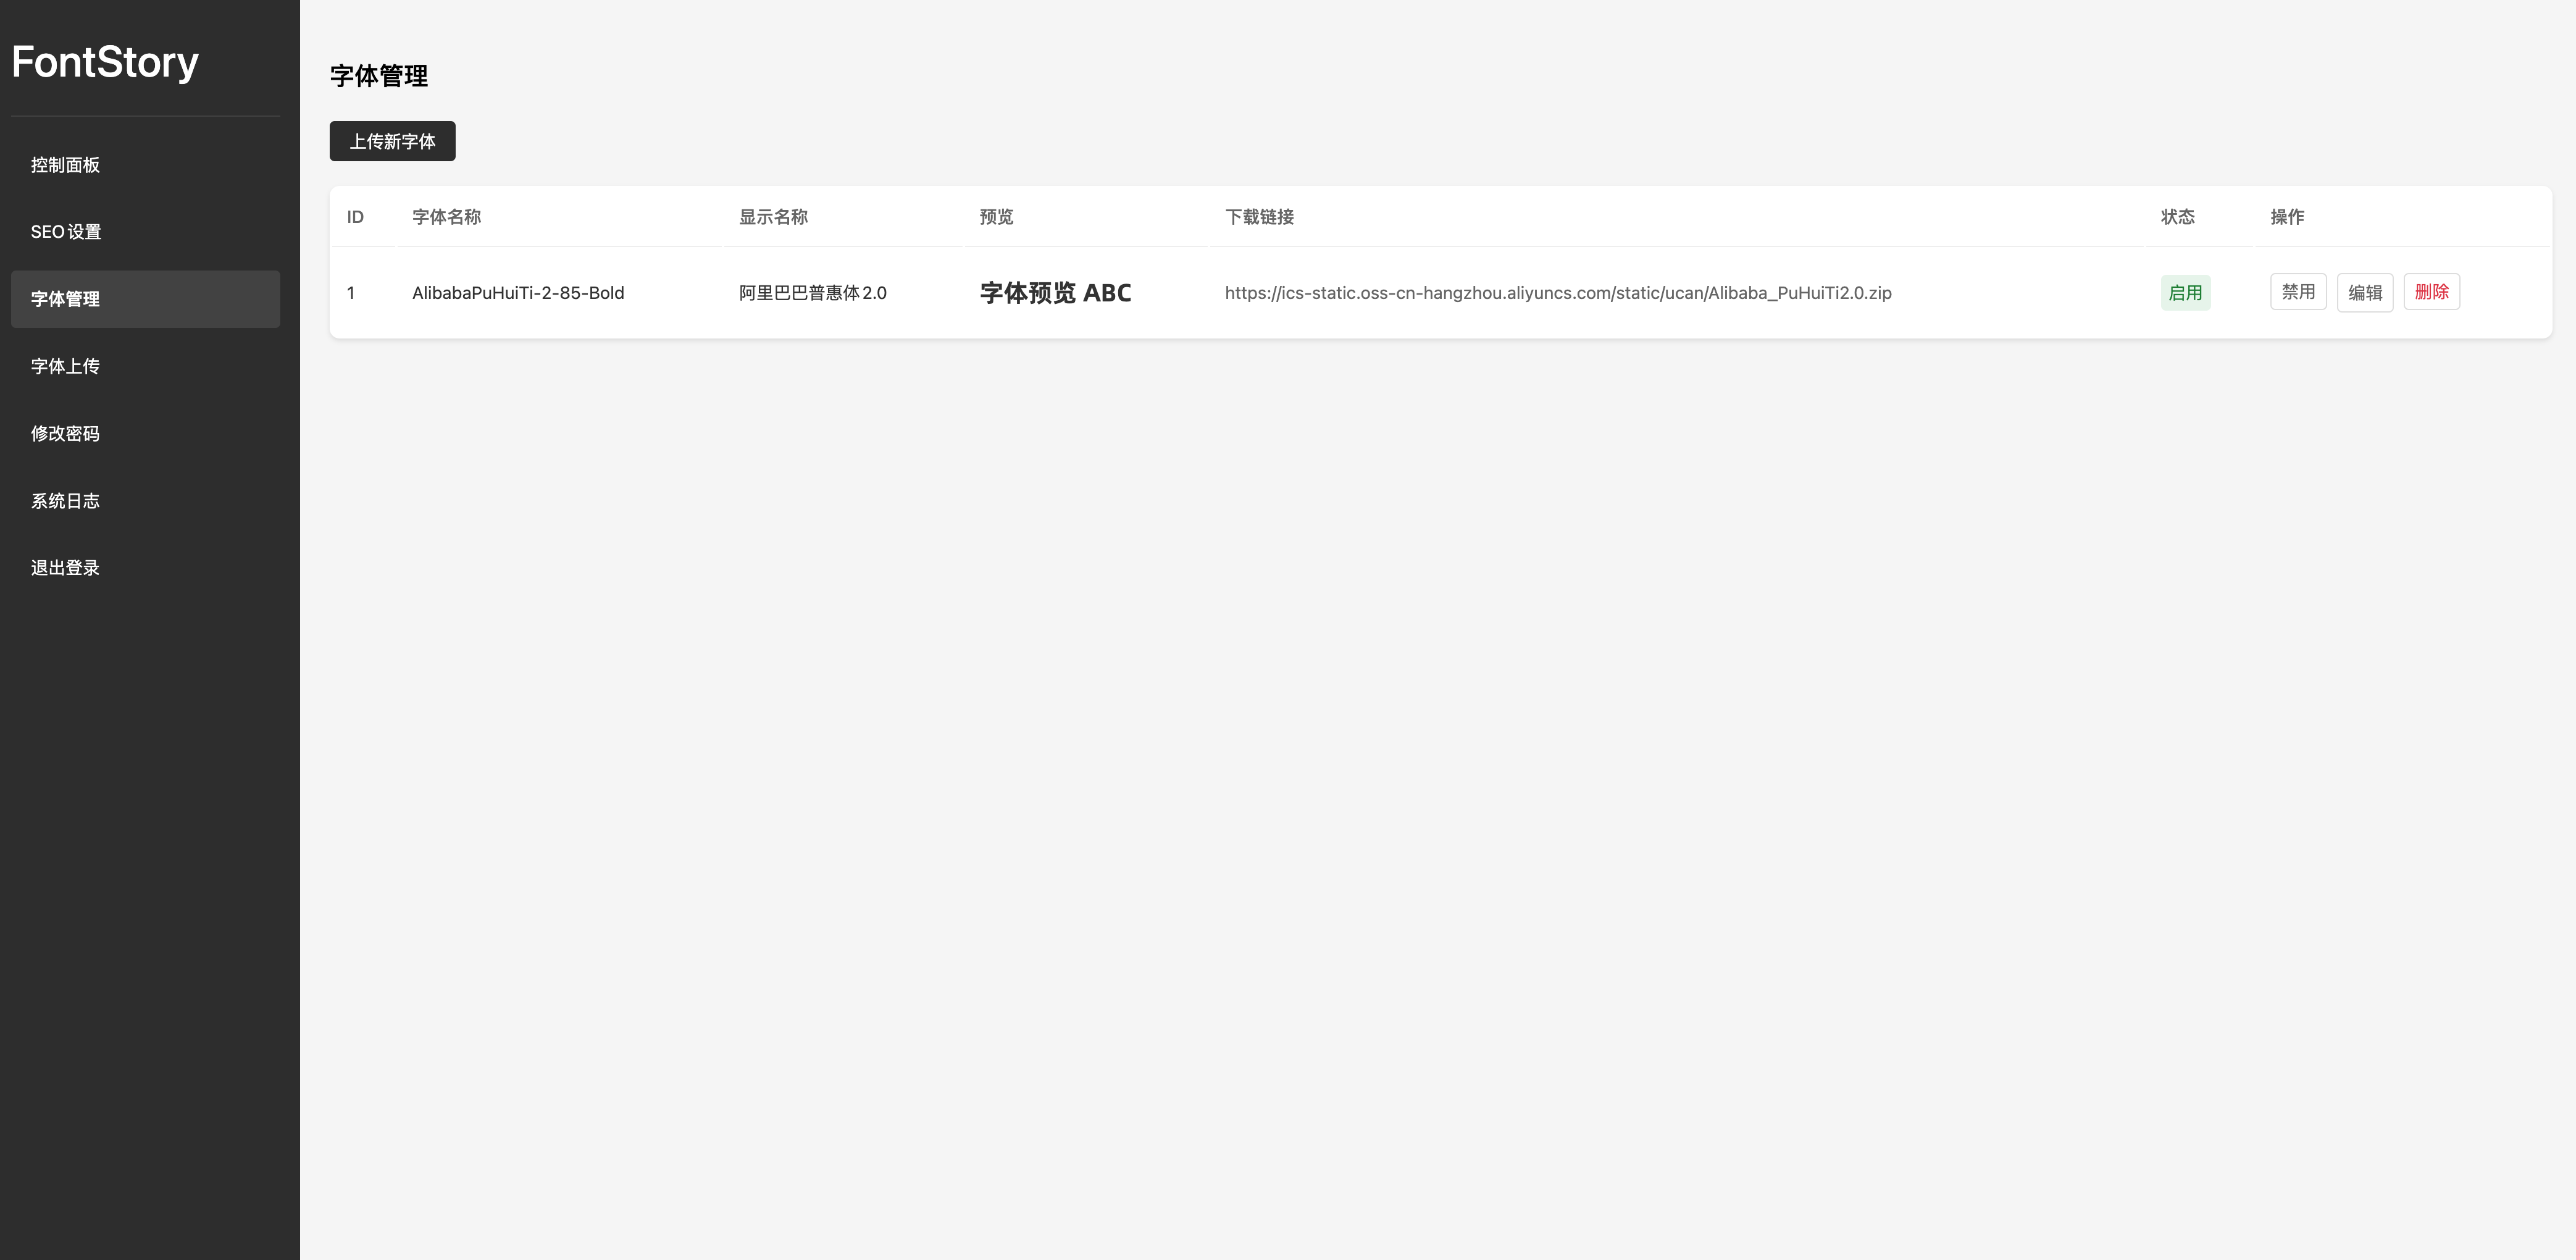 FontStory
控制面板
SEO设置
字体管理
字体上传
修改密码
系统日志
退出登录
字体管理
上传新字体
ID 字体名称 显示名称 预览 下载链接 状态 操作
1 AlibabaPuHuiTi-2-85-Bold 阿里巴巴普惠体2.0 字体预览 ABC https://ics-static.oss-cn-hangzhou.aliyuncs.com/static/ucan/Alibaba_PuHuiTi2.0.zip 启用 禁用 编辑 删除